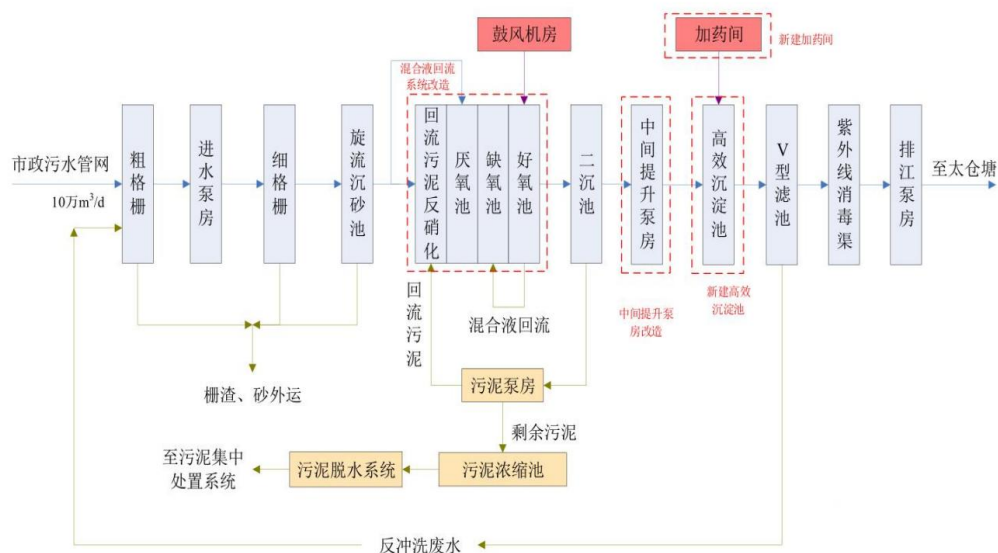 鼓风机房
加药间
新建加药间
混合液回流
系统改造
市政污水管网
10万m³/d
粗格栅
进水泵房
细格栅
旋流沉砂池
回流污泥反硝化
厌氧池
缺氧池
好氧池
二沉池
中间提升泵房
高效沉淀池
V型滤池
紫外线消毒渠
排江泵房
至太仓塘
回流污泥
混合液回流
中间提升泵
房改造
新建高效
沉淀池
栅渣、砂外运
污泥泵房
剩余污泥
至污泥集中
处置系统
污泥脱水系统
污泥浓缩池
反冲洗废水